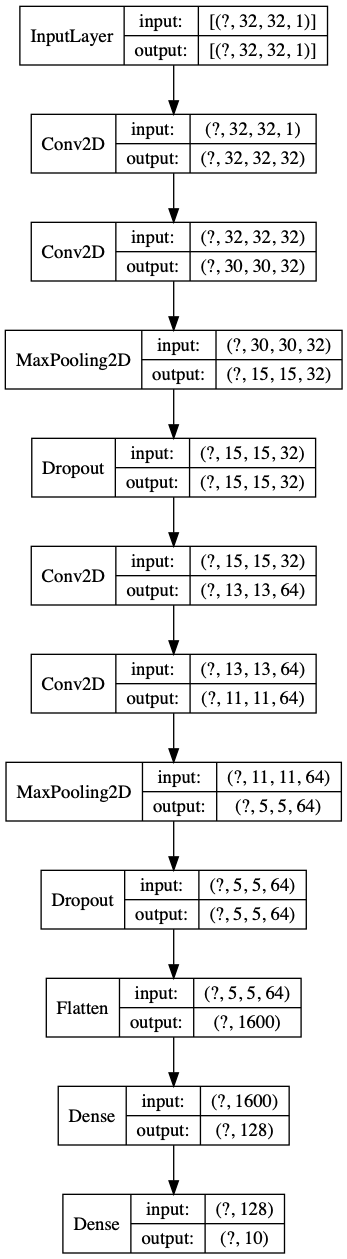 InputLayer
input: [(?, 32, 32, 1)]
output: [(?, 32, 32, 1)]
Conv2D
input: (?, 32, 32, 1)
output: (?, 32, 32, 32)
Conv2D
input: (?, 32, 32, 32)
output: (?, 30, 30, 32)
MaxPooling2D
input: (?, 30, 30, 32)
output: (?, 15, 15, 32)
Dropout
input: (?, 15, 15, 32)
output: (?, 15, 15, 32)
Conv2D
input: (?, 15, 15, 32)
output: (?, 13, 13, 64)
Conv2D
input: (?, 13, 13, 64)
output: (?, 11, 11, 64)
MaxPooling2D
input: (?, 11, 11, 64)
output: (?, 5, 5, 64)
Dropout
input: (?, 5, 5, 64)
output: (?, 5, 5, 64)
Flatten
input: (?, 5, 5, 64)
output: (?, 1600)
Dense
input: (?, 1600)
output: (?, 128)
Dense
input: (?, 128)
output: (?, 10)